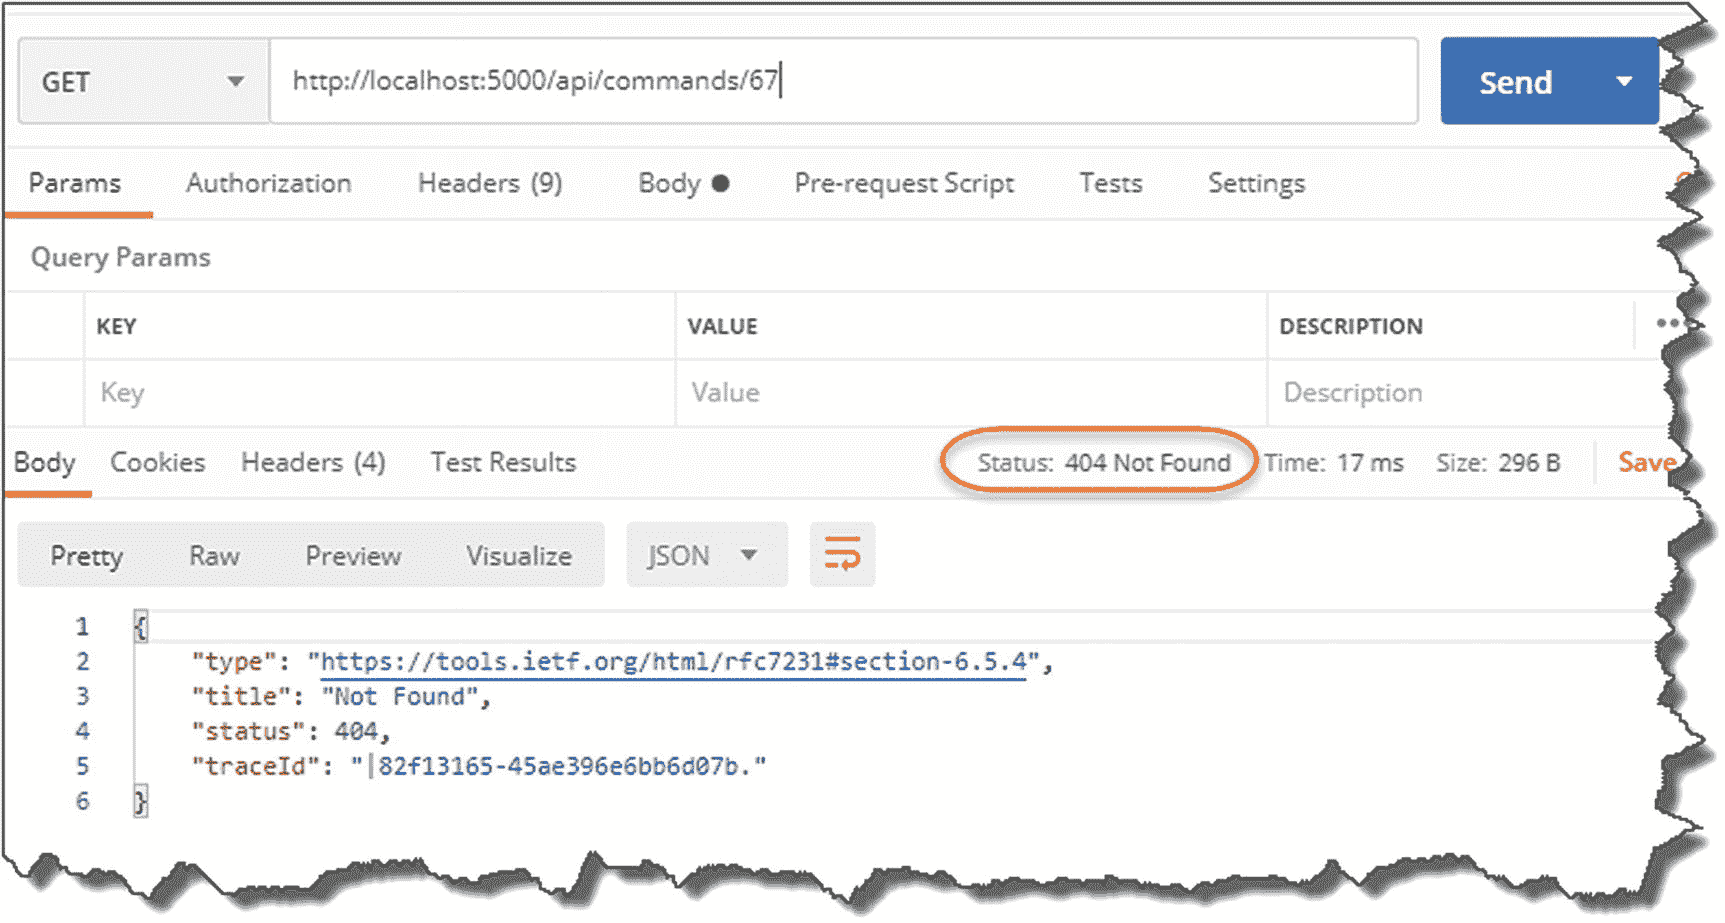 GET http://localhost:5000/api/commands/67 Send
Params Authorization Headers (9) Body Pre-request Script Tests Settings
Query Params
KEY VALUE DESCRIPTION
Key Value Description
Body Cookies Headers (4) Test Results Status: 404 Not Found Time: 17 ms Size: 296 B Save
Pretty Raw Preview Visualize JSON
1 {
2 "type": "https://tools.ietf.org/html/rfc7231#section-6.5.4",
3 "title": "Not Found",
4 "status": 404,
5 "traceId": "|82f13165-45ae396e6bb6d07b."
6 }